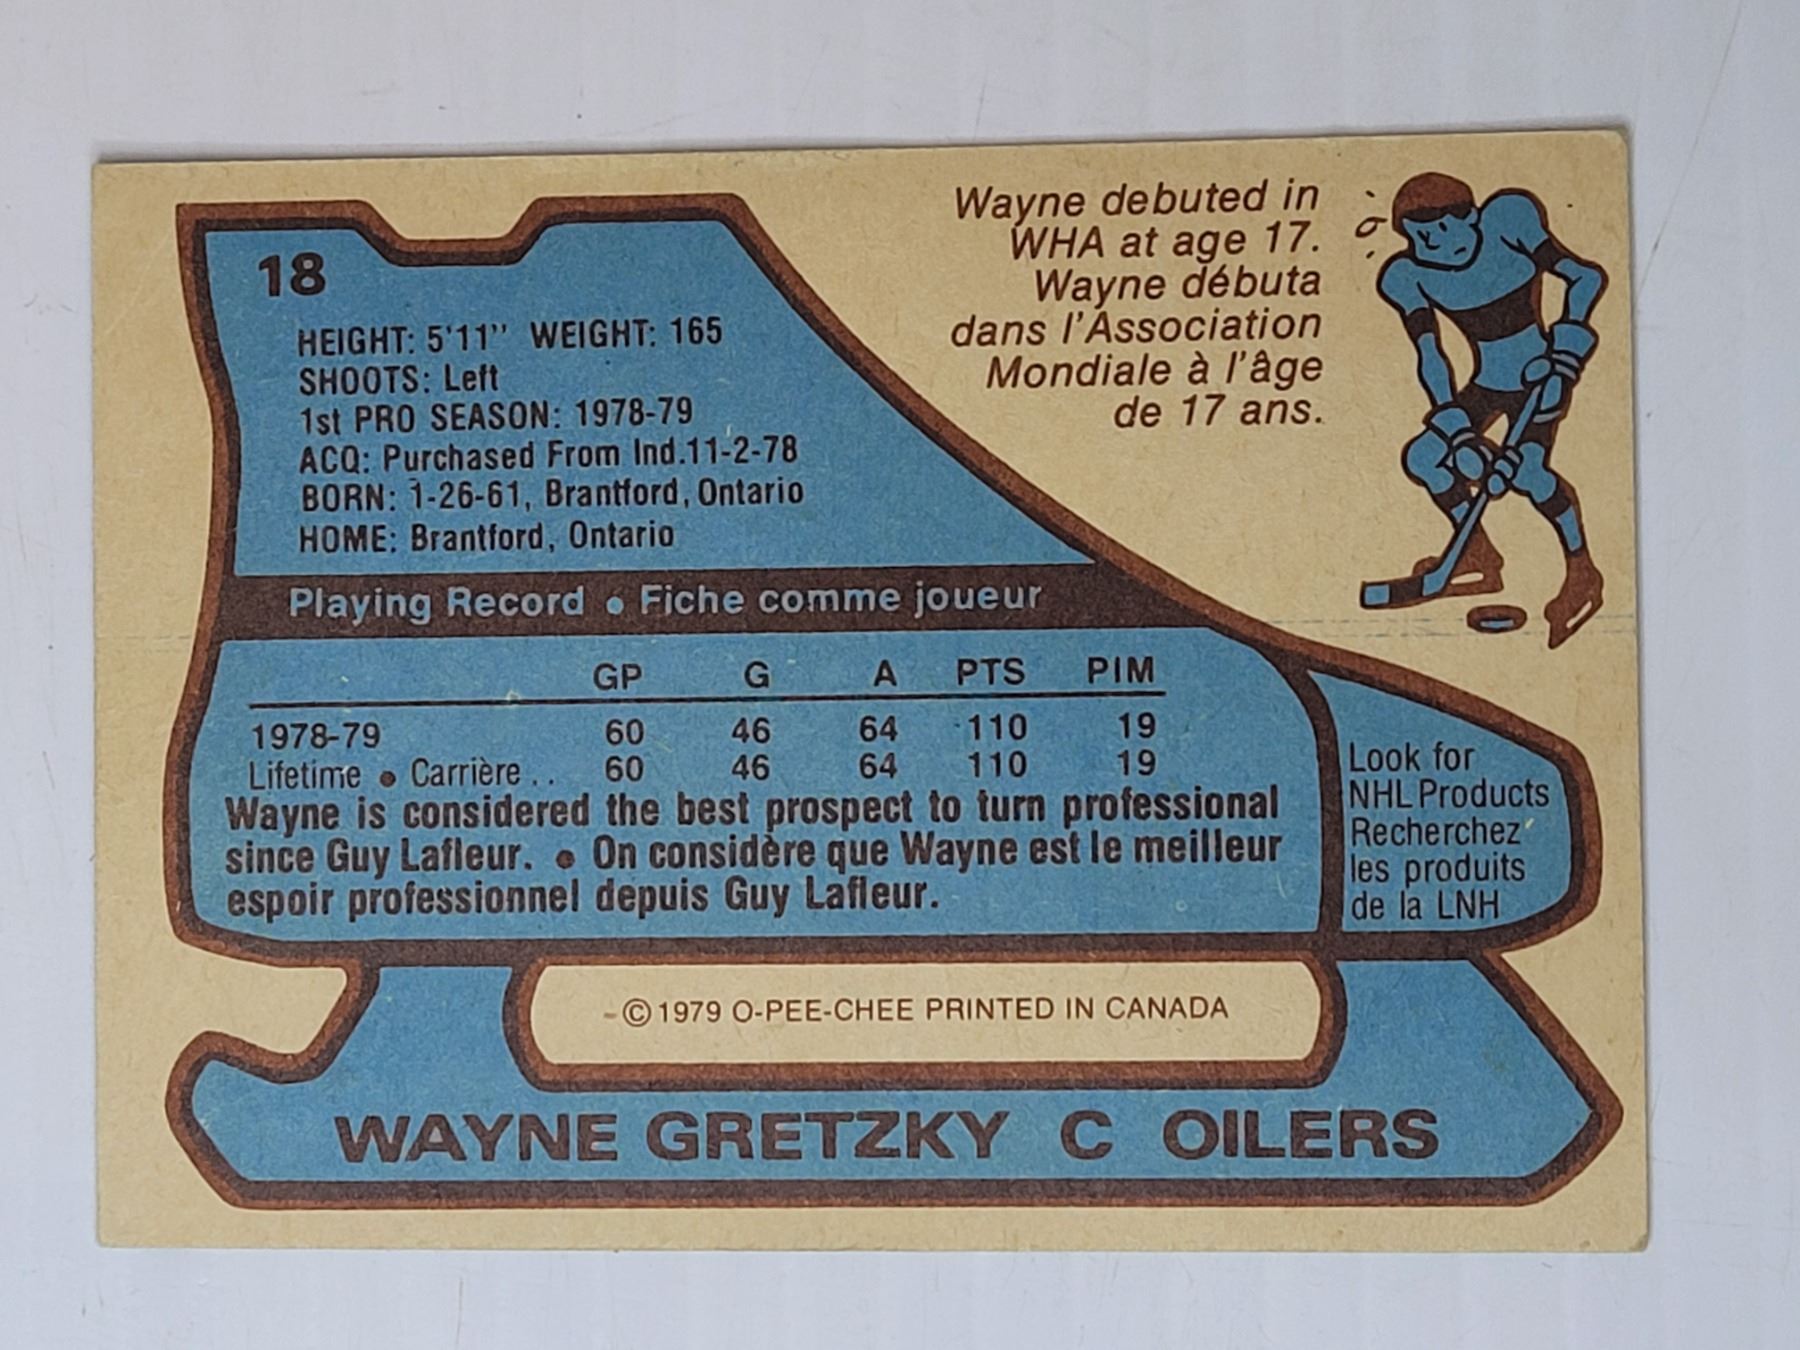 18
HEIGHT: 5'11" WEIGHT: 165
SHOOTS: Left
1st PRO SEASON: 1978-79
ACQ: Purchased From Ind.11-2-78
BORN: 1-26-61, Brantford, Ontario
HOME: Brantford, Ontario
Wayne debuted in
WHA at age 17.
Wayne débuta
dans l'Association
Mondiale à l'âge
de 17 ans.
Playing Record • Fiche comme joueur
GP G A PTS PIM
1978-79 60 46 64 110 19
Lifetime • Carrière .. 60 46 64 110 19
Wayne is considered the best prospect to turn professional
since Guy Lafleur. • On considère que Wayne est le meilleur
espoir professionnel depuis Guy Lafleur.
Look for
NHL Products
Recherchez
les produits
de la LNH
© 1979 O-PEE-CHEE PRINTED IN CANADA
WAYNE GRETZKY C OILERS